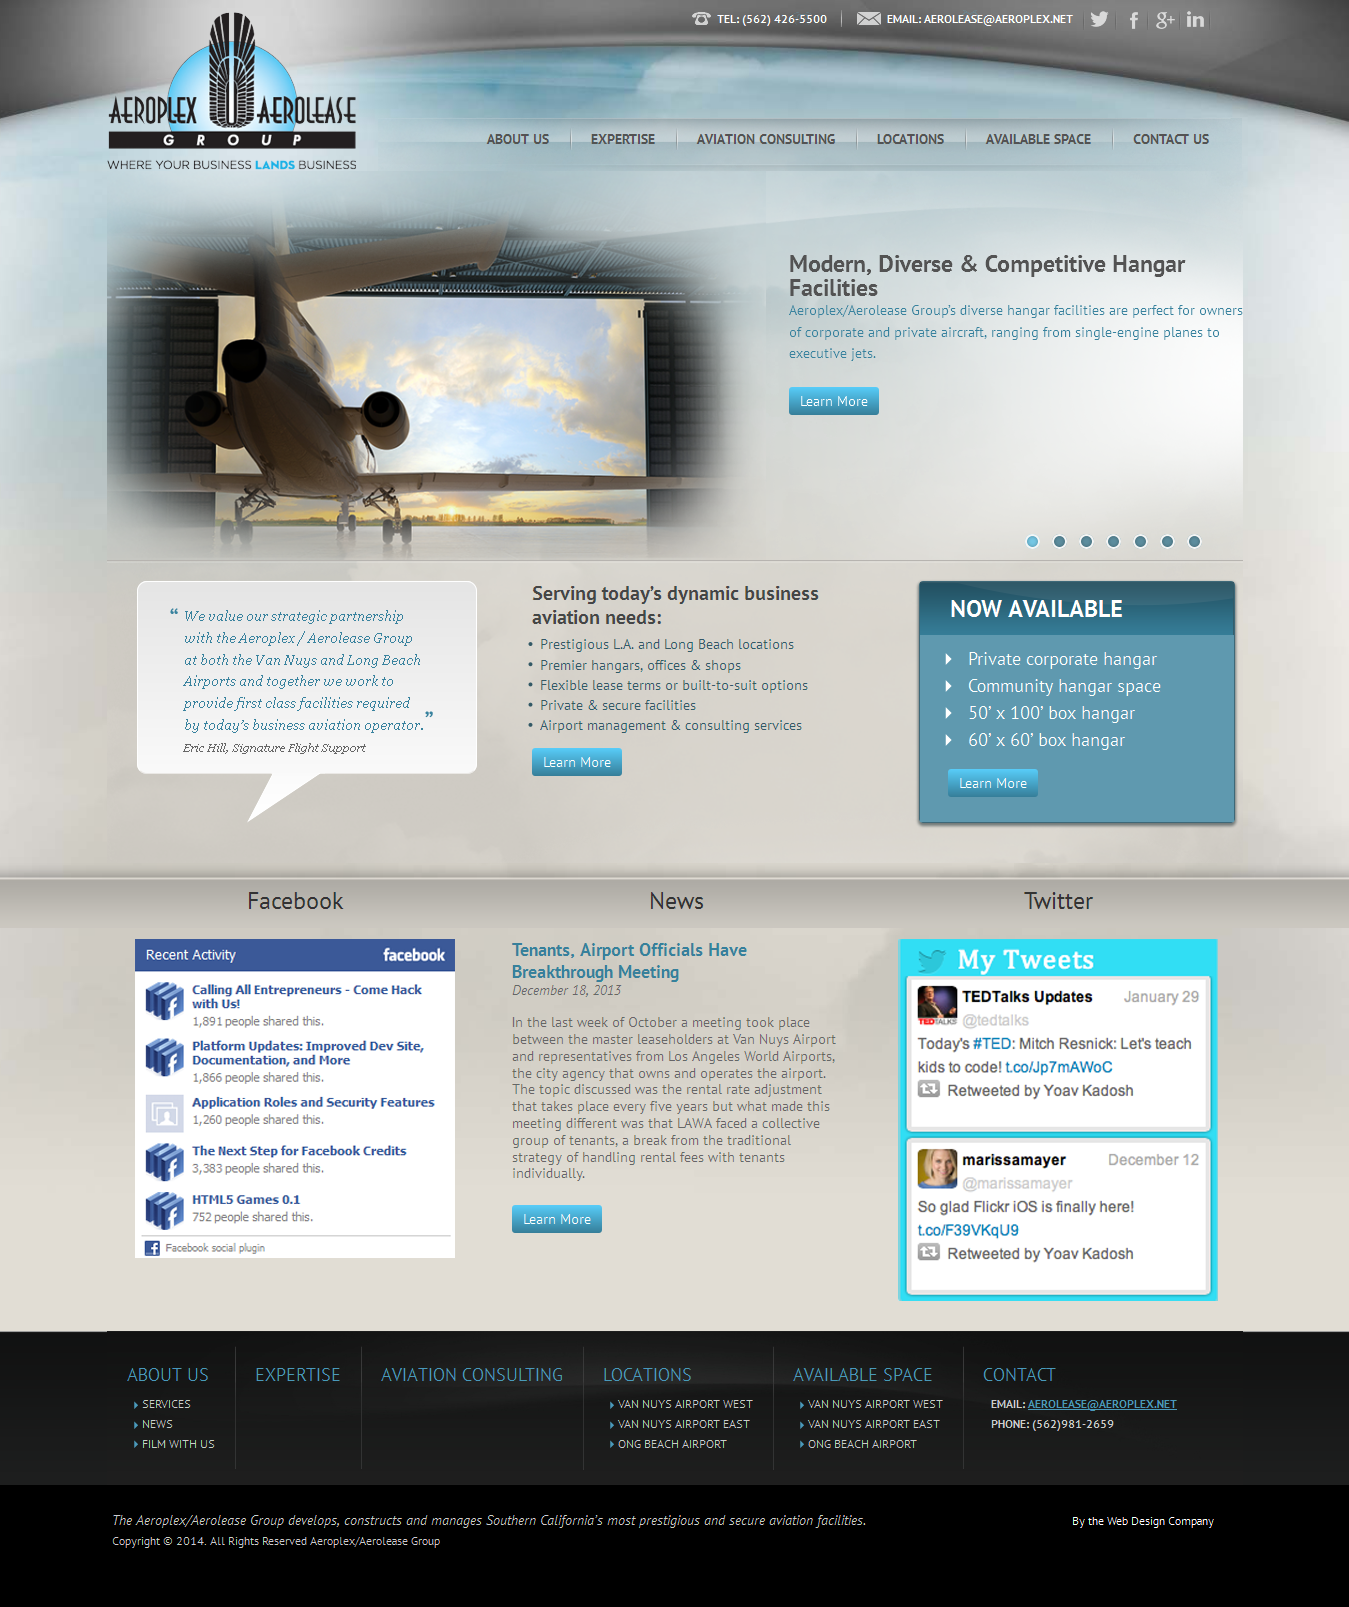 TEL: (562) 426-5500
EMAIL: AEROLEASE@AEROPLEX.NET
AEROPLEX AEROLEASE
GROUP
WHERE YOUR BUSINESS LANDS BUSINESS
ABOUT US
EXPERTISE
AVIATION CONSULTING
LOCATIONS
AVAILABLE SPACE
CONTACT US
Modern, Diverse & Competitive Hangar
Facilities
Aeroplex/Aerolease Group's diverse hangar facilities are perfect for owners
of corporate and private aircraft, ranging from single-engine planes to
executive jets.
Learn More
“ We value our strategic partnership
with the Aeroplex / Aerolease Group
at both the Van Nuys and Long Beach
Airports and together we work to
provide first class facilities required
by today's business aviation operator. ”
Eric Hill, Signature Flight Support
Serving today's dynamic business
aviation needs:
• Prestigious L.A. and Long Beach locations
• Premier hangars, offices & shops
• Flexible lease terms or built-to-suit options
• Private & secure facilities
• Airport management & consulting services
Learn More
NOW AVAILABLE
Private corporate hangar
Community hangar space
50' x 100' box hangar
60' x 60' box hangar
Learn More
Facebook
News
Twitter
Recent Activity facebook
Calling All Entrepreneurs - Come Hack
with Us!
1,891 people shared this.
Platform Updates: Improved Dev Site,
Documentation, and More
1,866 people shared this.
Application Roles and Security Features
1,260 people shared this.
The Next Step for Facebook Credits
3,383 people shared this.
HTML5 Games 0.1
752 people shared this.
Facebook social plugin
Tenants, Airport Officials Have
Breakthrough Meeting
December 18, 2013
In the last week of October a meeting took place
between the master leaseholders at Van Nuys Airport
and representatives from Los Angeles World Airports,
the city agency that owns and operates the airport.
The topic discussed was the rental rate adjustment
that takes place every five years but what made this
meeting different was that LAWA faced a collective
group of tenants, a break from the traditional
strategy of handling rental fees with tenants
individually.
Learn More
My Tweets
TEDTalks Updates January 29
@tedtalks
TEDTALKS
Today's #TED: Mitch Resnick: Let's teach
kids to code! t.co/Jp7mAWoC
Retweeted by Yoav Kadosh
marissamayer December 12
@marissamayer
So glad Flickr iOS is finally here!
t.co/F39VKqU9
Retweeted by Yoav Kadosh
ABOUT US
SERVICES
NEWS
FILM WITH US
EXPERTISE
AVIATION CONSULTING
LOCATIONS
VAN NUYS AIRPORT WEST
VAN NUYS AIRPORT EAST
ONG BEACH AIRPORT
AVAILABLE SPACE
VAN NUYS AIRPORT WEST
VAN NUYS AIRPORT EAST
ONG BEACH AIRPORT
CONTACT
EMAIL: AEROLEASE@AEROPLEX.NET
PHONE: (562)981-2659
The Aeroplex/Aerolease Group develops, constructs and manages Southern California's most prestigious and secure aviation facilities.
Copyright © 2014. All Rights Reserved Aeroplex/Aerolease Group
By the Web Design Company